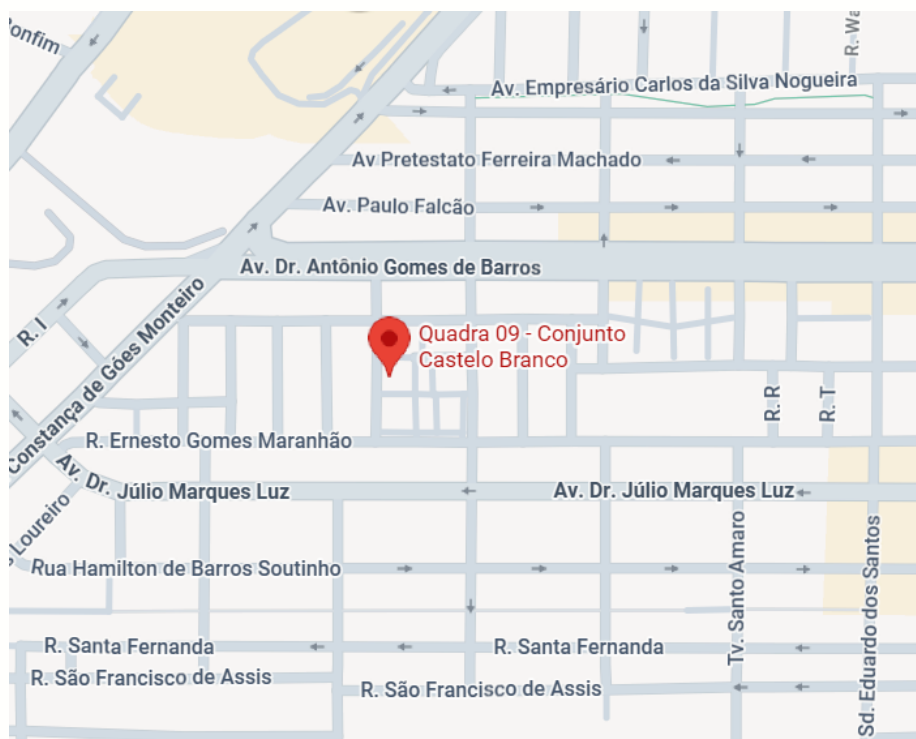 onfim
R. Wa
Av. Empresário Carlos da Silva Nogueira
Av Pretestato Ferreira Machado
Av. Paulo Falcão
Av. Dr. Antônio Gomes de Barros
R. I
Constança de Góes Monteiro
Quadra 09 - Conjunto
Castelo Branco
R. R
R. T
R. Ernesto Gomes Maranhão
Av. Dr. Júlio Marques Luz
Av. Dr. Júlio Marques Luz
Loureiro
Rua Hamilton de Barros Soutinho
Tv. Santo Amaro
Sd. Eduardo dos Santos
R. Santa Fernanda
R. Santa Fernanda
R. São Francisco de Assis
R. São Francisco de Assis